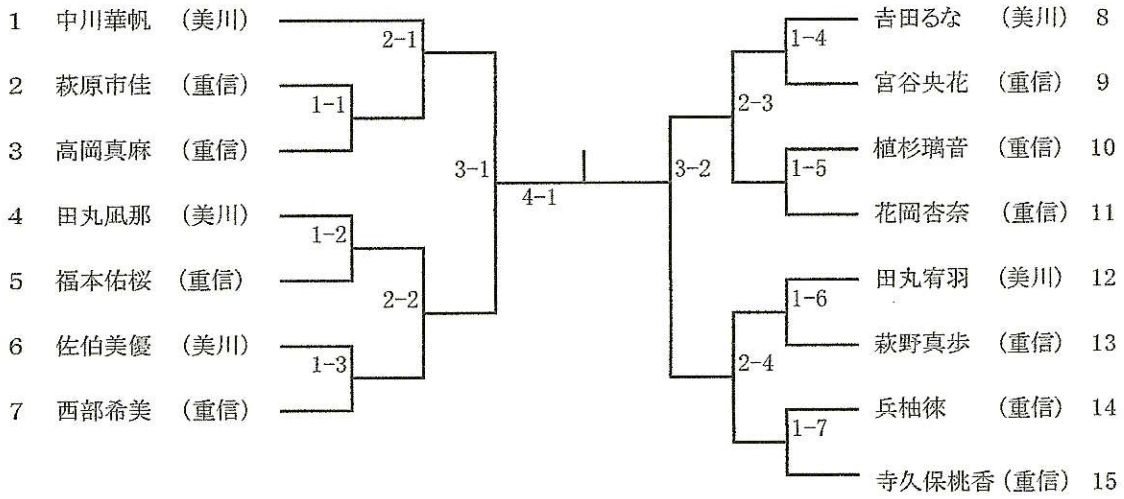 1 中川華帆 (美川)
2-1
2 萩原市佳 (重信)
1-1
3 高岡真麻 (重信)
3-1
4 田丸凪那 (美川)
1-2
5 福本佑桜 (重信)
2-2
6 佐伯美優 (美川)
1-3
7 西部希美 (重信)
4-1
𠮷田るな (美川) 8
1-4
宮谷央花 (重信) 9
2-3
植杉璃音 (重信) 10
1-5
花岡杏奈 (重信) 11
3-2
田丸宥羽 (美川) 12
1-6
萩野真歩 (重信) 13
2-4
兵柚徠 (重信) 14
1-7
寺久保桃香 (重信) 15